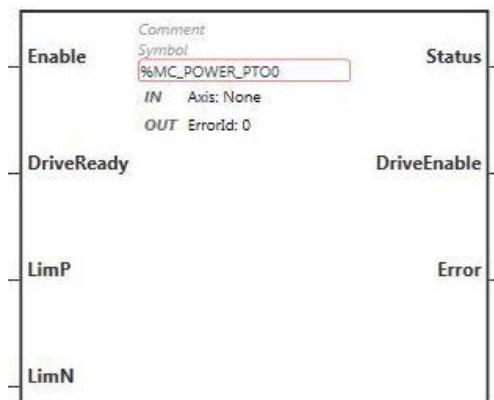 Comment
Enable
Symbol
Status
%MC_POWER_PTO0
IN Axis: None
OUT ErrorId: 0
DriveReady
DriveEnable
LimP
Error
LimN